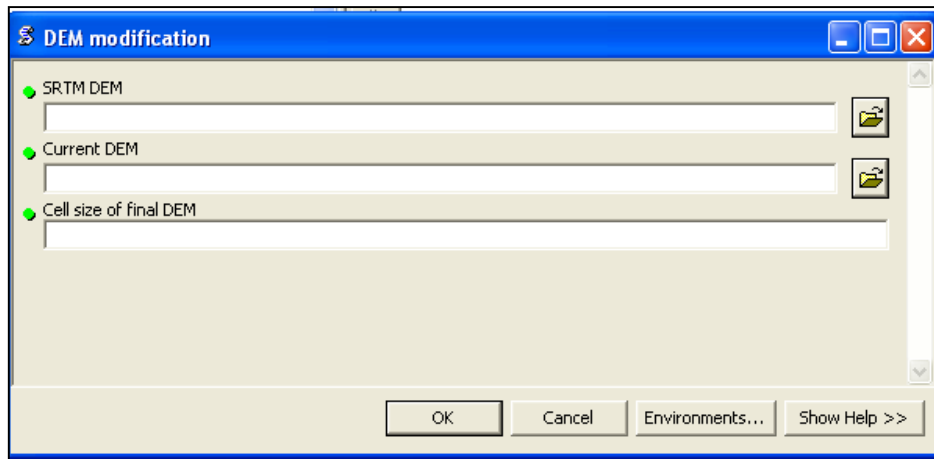 DEM modification
SRTM DEM
Current DEM
Cell size of final DEM
OK Cancel Environments... Show Help >>